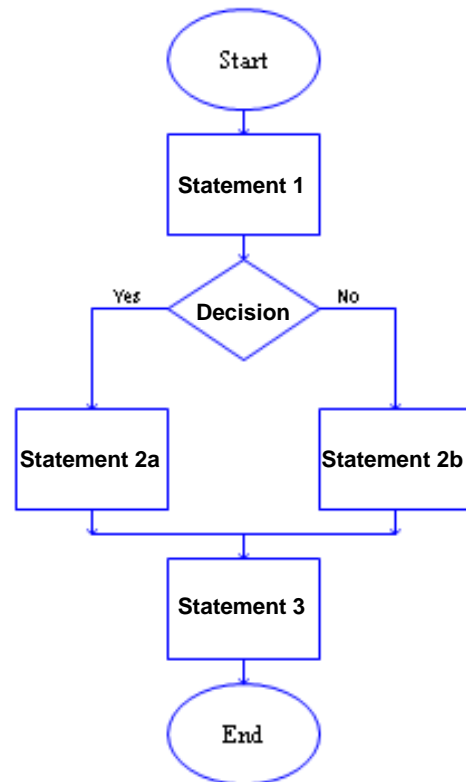 Start
Statement 1
Yes
Decision
No
Statement 2a
Statement 2b
Statement 3
End